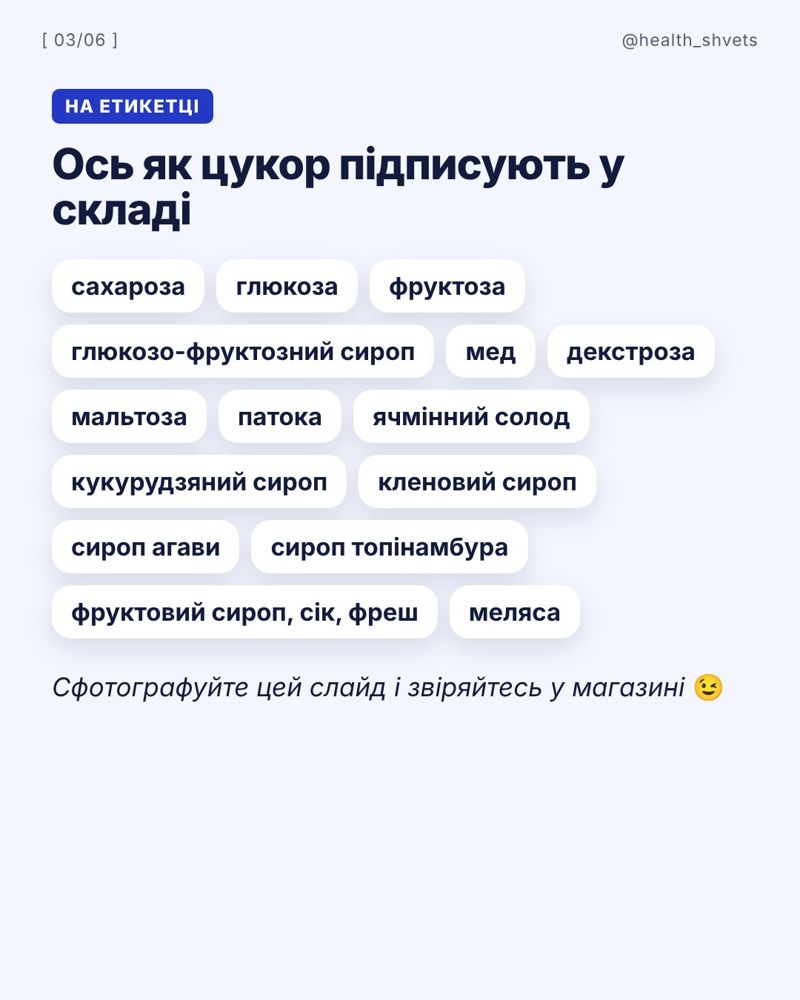 [ 03/06 ]
@health_shvets
НА ЕТИКЕТЦІ
Ось як цукор підписують у
складі
сахароза глюкоза фруктоза
глюкозо-фруктозний сироп мед декстроза
мальтоза патока ячмінний солод
кукурудзяний сироп кленовий сироп
сироп агави сироп топінамбура
фруктовий сироп, сік, фреш меляса
Сфотографуйте цей слайд і звіряйтесь у магазині 😉